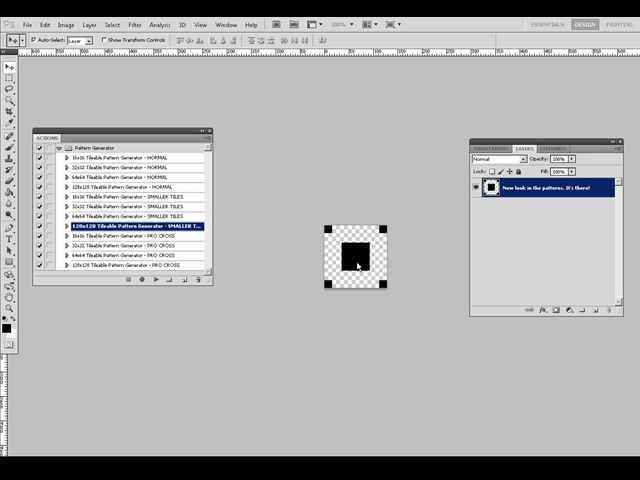 Ps File Edit Image Layer Select Filter Analysis 3D View Window Help 100% ESSENTIALS DESIGN PAINTING
Auto-Select: Layer Show Transform Controls
ACTIONS
Pattern Generator
16x16 Tileable Pattern Generator - NORMAL
32x32 Tileable Pattern Generator - NORMAL
64x64 Tileable Pattern Generator - NORMAL
128x128 Tileable Pattern Generator - NORMAL
16x16 Tileable Pattern Generator - SMALLER TILES
32x32 Tileable Pattern Generator - SMALLER TILES
64x64 Tileable Pattern Generator - SMALLER TILES
128x128 Tileable Pattern Generator - SMALLER T...
16x16 Tileable Pattern Generator - PRO CROSS
32x32 Tileable Pattern Generator - PRO CROSS
64x64 Tileable Pattern Generator - PRO CROSS
128x128 Tileable Pattern Generator - PRO CROSS
ADJUSTMENTS LAYERS CHANNELS
Normal Opacity: 100%
Lock: Fill: 100%
Now look in the patterns. It's there!